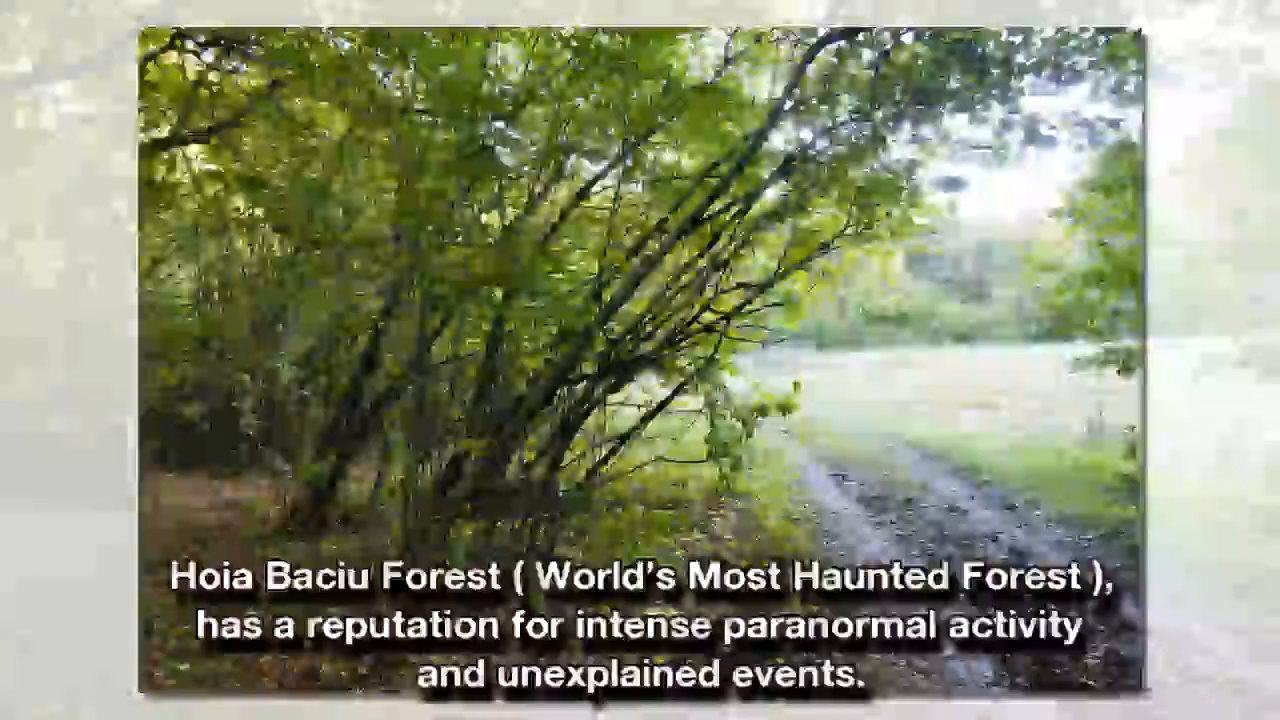 Hoia Baciu Forest ( World's Most Haunted Forest ),
has a reputation for intense paranormal activity
and unexplained events.